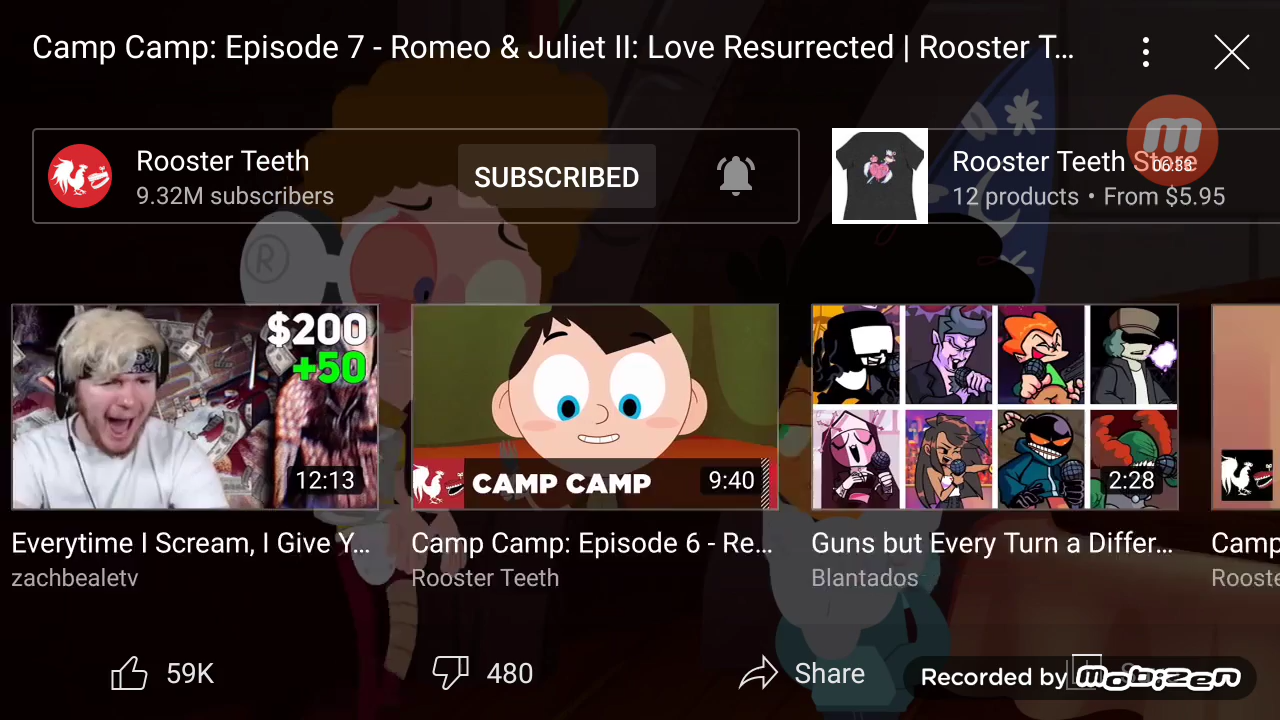 Camp Camp: Episode 7 - Romeo & Juliet II: Love Resurrected | Rooster T...
Rooster Teeth
9.32M subscribers
SUBSCRIBED
Rooster Teeth Store
12 products • From $5.95
06:33
R
$200
+50
12:13
CAMP CAMP
9:40
2:28
Everytime I Scream, I Give Y...
zachbealetv
Camp Camp: Episode 6 - Re...
Rooster Teeth
Guns but Every Turn a Differ...
Blantados
Camp
Rooste
59K
480
Share
Recorded by mobizen